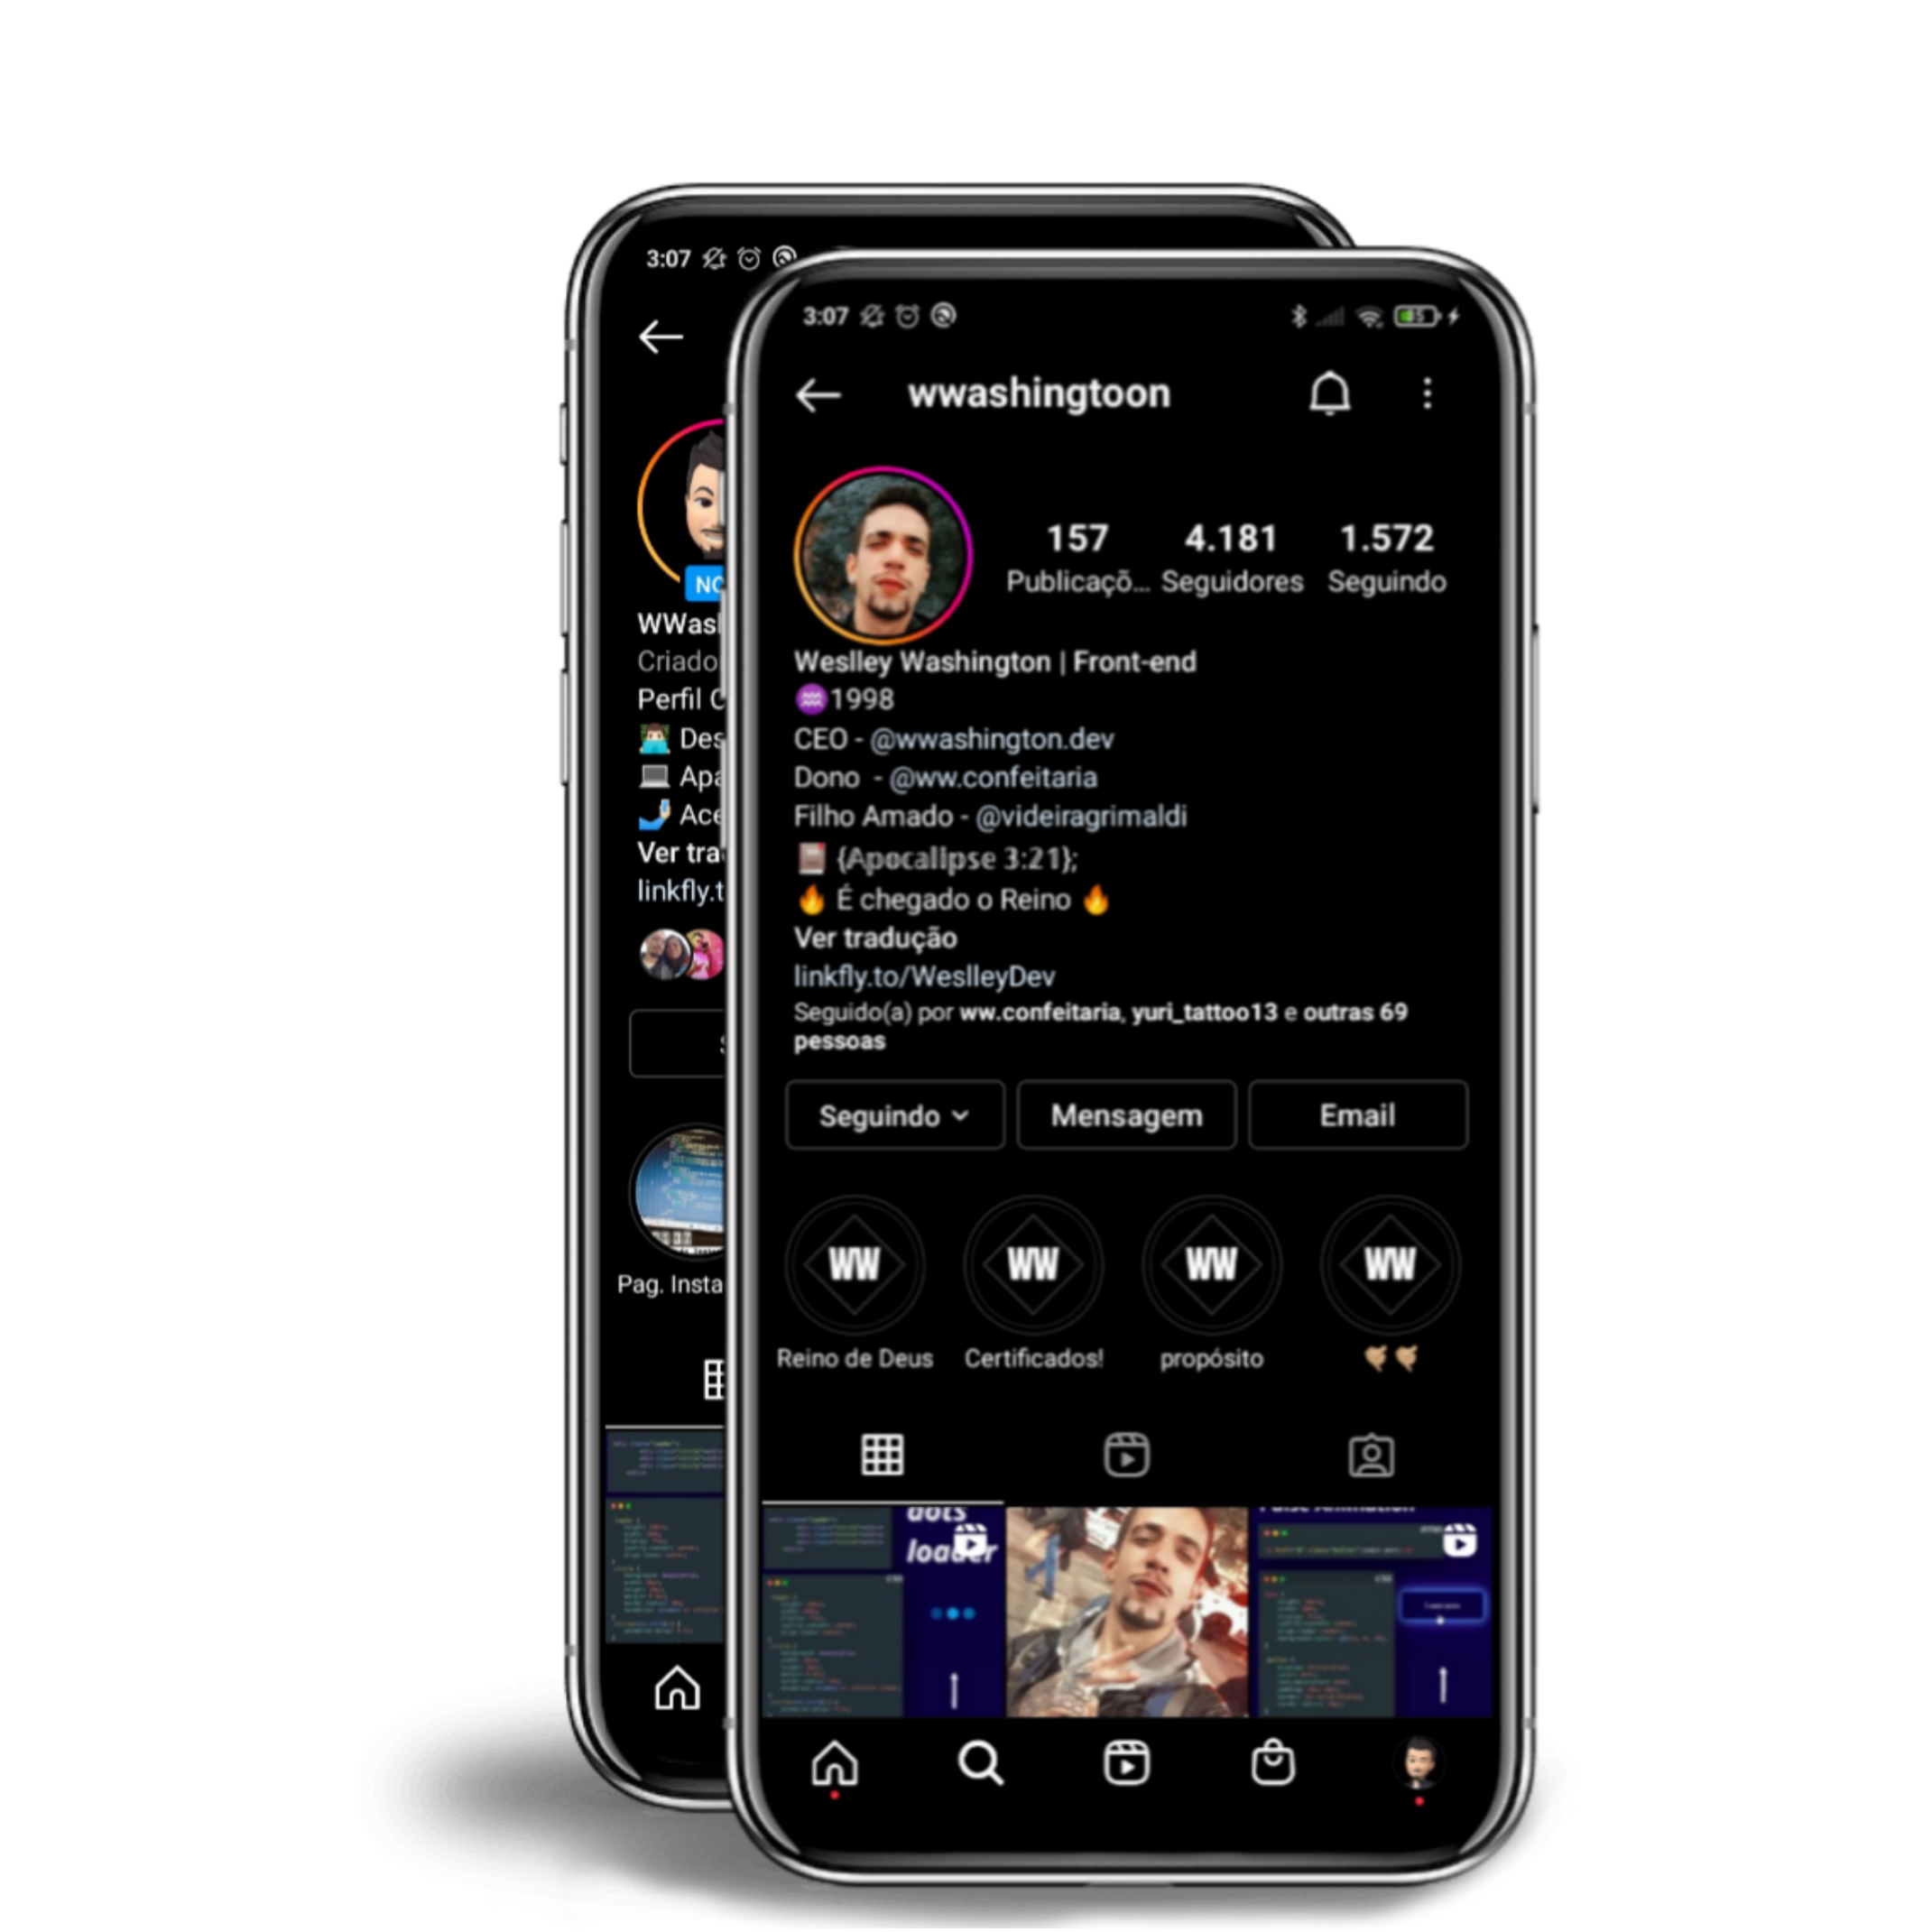 3:07
NO
WWas
Criado
Perfil
Des
Apa
Ace
Ver tra
linkfly.t
Pag. Insta
3:07
wwashingtoon
157 4.181 1.572
Publicaçõ... Seguidores Seguindo
Weslley Washington | Front-end
♒1998
CEO - @wwashington.dev
Dono - @ww.confeitaria
Filho Amado - @videiragrimaldi
{Apocalipse 3:21};
🔥 É chegado o Reino 🔥
Ver tradução
linkfly.to/WeslleyDev
Seguido(a) por ww.confeitaria, yuri_tattoo13 e outras 69
pessoas
Seguindo Mensagem Email
WW WW WW WW
Reino de Deus Certificados! propósito
dots
loader